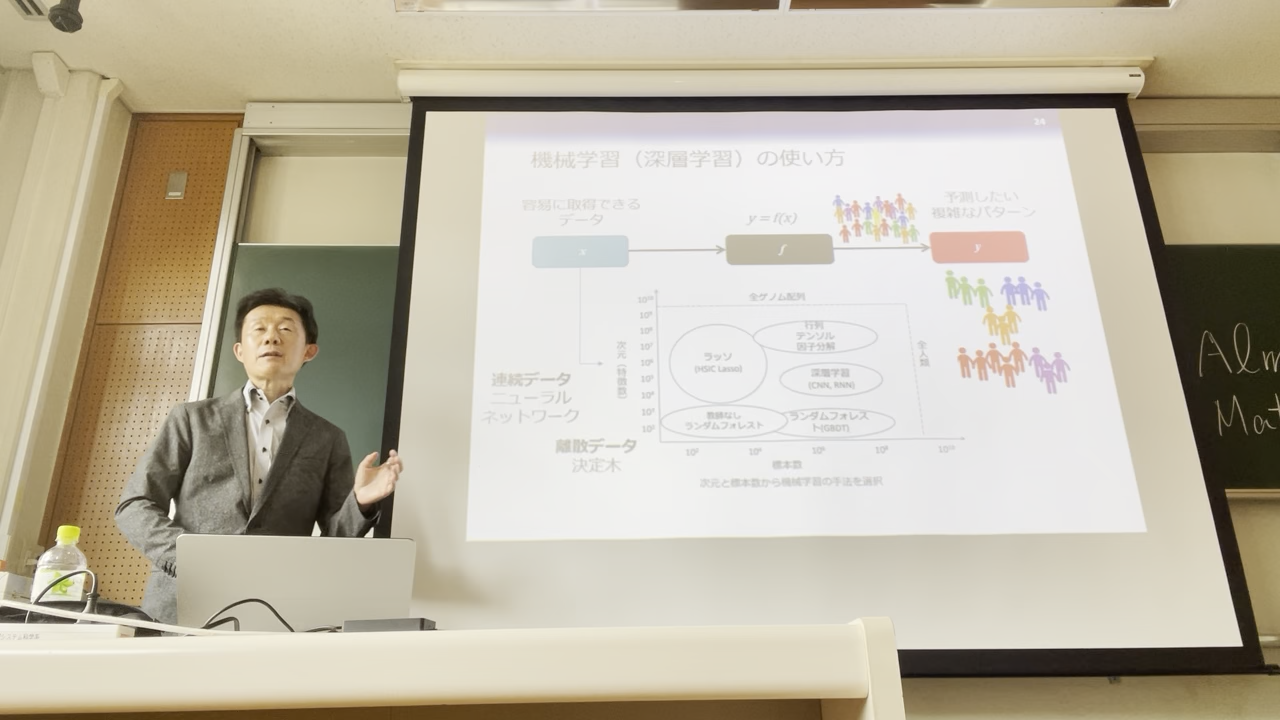 24
機械学習（深層学習）の使い方
容易に取得できる
データ
y = f(x)
予測したい
複雑なパターン
x
f
y
全ゲノム配列
次元（特徴数）
ラッソ
(HSIC Lasso)
行列
テンソル
因子分解
深層学習
(CNN, RNN)
教師なし
ランダムフォレスト
ランダムフォレス
ト(GBDT)
全人類
連続データ
ニューラル
ネットワーク
離散データ
決定木
標本数
次元と標本数から機械学習の手法を選択
Alm
Mat